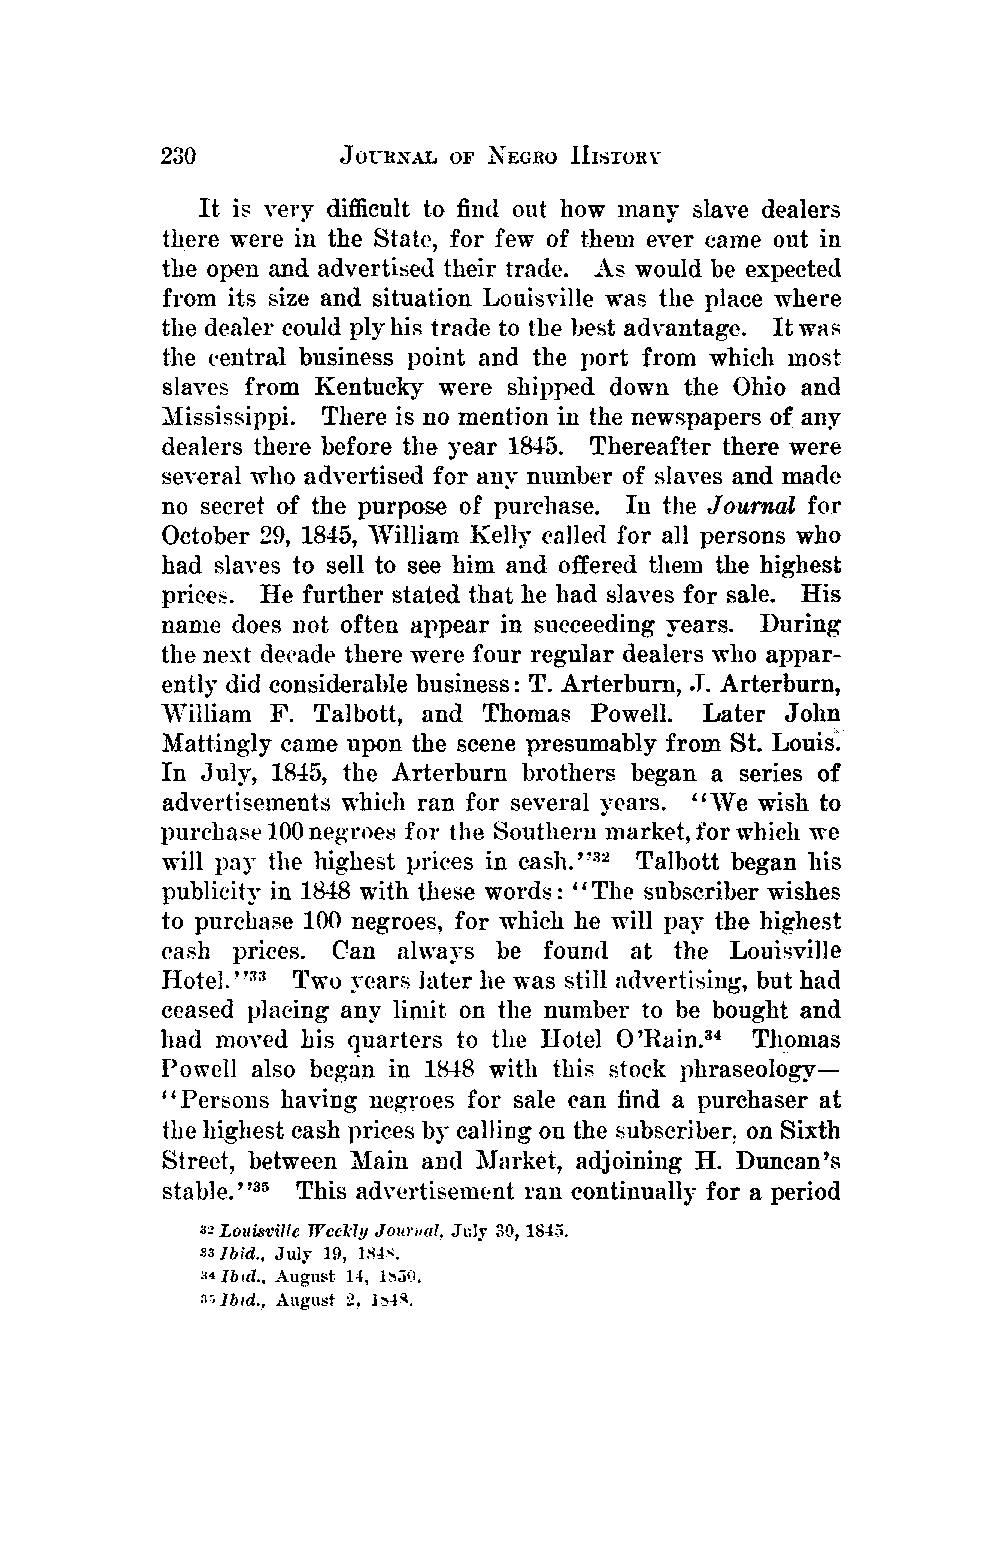 230 JOURNAL OF NEGRO HISTORY
It is very difficult to find out how many slave dealers
there were in the State, for few of them ever came out in
the open and advertised their trade. As would be expected
from its size and situation Louisville was the place where
the dealer could ply his trade to the best advantage. It was
the central business point and the port from which most
slaves from Kentucky were shipped down the Ohio and
Mississippi. There is no mention in the newspapers of any
dealers there before the year 1845. Thereafter there were
several who advertised for any number of slaves and made
no secret of the purpose of purchase. In the Journal for
October 29, 1845, William Kelly called for all persons who
had slaves to sell to see him and offered them the highest
prices. He further stated that he had slaves for sale. His
name does not often appear in succeeding years. During
the next decade there were four regular dealers who appar-
ently did considerable business: T. Arterburn, J. Arterburn,
William F. Talbott, and Thomas Powell. Later John
Mattingly came upon the scene presumably from St. Louis.
In July, 1845, the Arterburn brothers began a series of
advertisements which ran for several years. "We wish to
purchase 100 negroes for the Southern market, for which we
will pay the highest prices in cash."32 Talbott began his
publicity in 1848 with these words: "The subscriber wishes
to purchase 100 negroes, for which he will pay the highest
cash prices. Can always be found at the Louisville
Hotel."33 Two years later he was still advertising, but had
ceased placing any limit on the number to be bought and
had moved his quarters to the Hotel O'Rain.34 Thomas
Powell also began in 1848 with this stock phraseology—
"Persons having negroes for sale can find a purchaser at
the highest cash prices by calling on the subscriber, on Sixth
Street, between Main and Market, adjoining H. Duncan's
stable."35 This advertisement ran continually for a period
32 Louisville Weekly Journal, July 30, 1845.
33 Ibid., July 19, 1848.
34 Ibid., August 14, 1850.
35 Ibid., August 2, 1848.